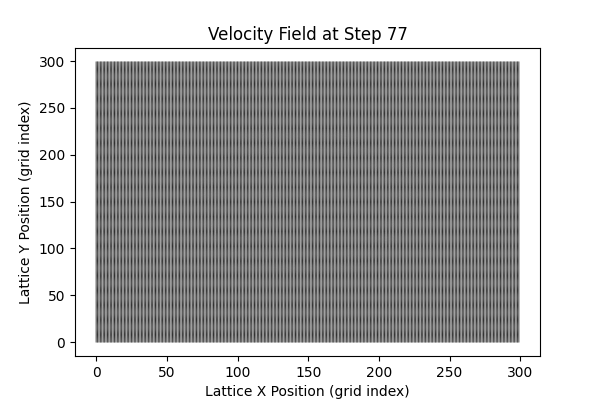 Velocity Field at Step 77
Lattice Y Position (grid index)
300
250
200
150
100
50
0
0 50 100 150 200 250 300
Lattice X Position (grid index)